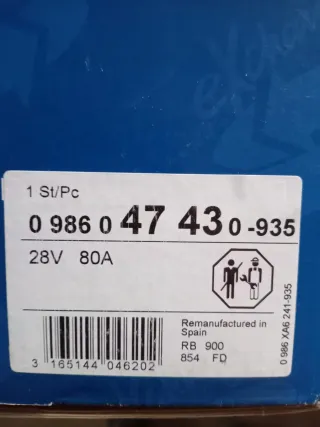 eXchan
1 St/Pc
0 986 0 47 43 0 -935
28V 80A
Remanufactured in
Spain
RB 900
854 FD
3 165144 046202
0 986 XA6 241-935